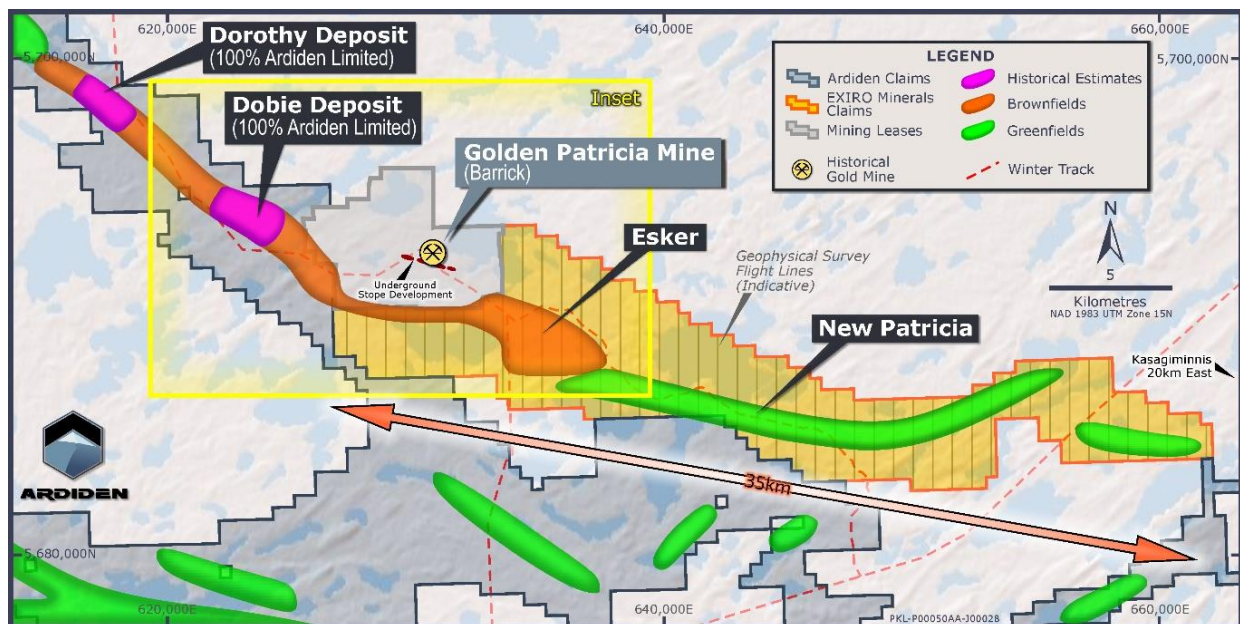 620,000E
640,000E
660,000E
5,700,000N
5,700,000N
Dorothy Deposit
(100% Ardiden Limited)
Dobie Deposit
(100% Ardiden Limited)
Inset
Golden Patricia Mine
(Barrick)
LEGEND
Ardiden Claims
EXIRO Minerals
Claims
Mining Leases
Historical
Gold Mine
Historical Estimates
Brownfields
Greenfields
Winter Track
N
5
Kilometres
NAD 1983 UTM Zone 15N
Esker
Geophysical Survey
Flight Lines
(Indicative)
Underground
Stope Development
New Patricia
Kasagiminnis
20km East
35km
ARDIDEN
5,680,000N
5,680,000N
620,000E
640,000E
660,000E
PKL-P00050AA-J00028